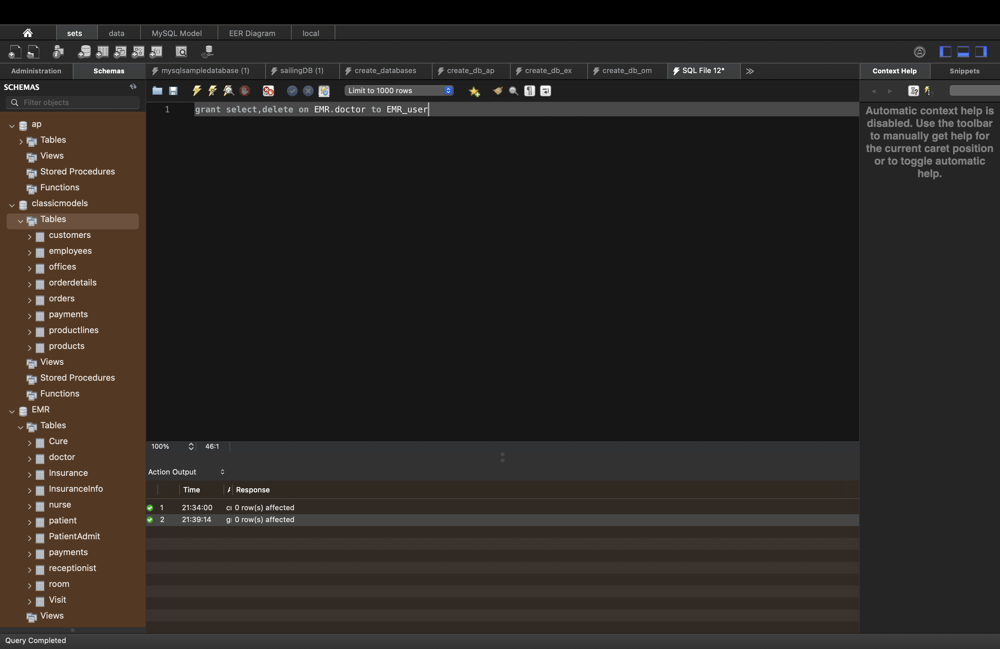 sets data MySQL Model EER Diagram local
Administration Schemas mysqlsampledatabase (1) sailingDB (1) create_databases create_db_ap create_db_ex create_db_om SQL File 12* Context Help Snippets
SCHEMAS
Limit to 1000 rows
Filter objects
1 grant select,delete on EMR.doctor to EMR_user
Automatic context help is
disabled. Use the toolbar
to manually get help for
the current caret position
or to toggle automatic
help.
ap
Tables
Views
Stored Procedures
Functions
classicmodels
Tables
customers
employees
offices
orderdetails
orders
payments
productlines
products
Views
Stored Procedures
Functions
EMR
Tables
Cure
doctor
Insurance
InsuranceInfo
nurse
patient
PatientAdmit
payments
receptionist
room
Visit
Views
100% 46:1
Action Output
Time Response
1 21:34:00 0 row(s) affected
2 21:39:14 0 row(s) affected
Query Completed